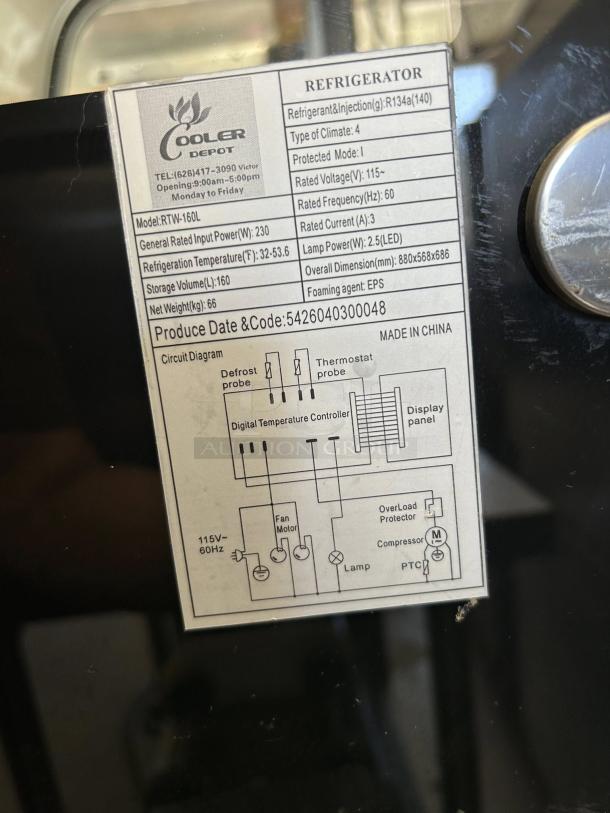 COOLER
DEPOT
TEL:(626)417-3090 Victor
Opening:9:00am-5:00pm
Monday to Friday
Model:RTW-160L
General Rated Input Power(W): 230
Refrigeration Temperature(℉): 32-53.6
Storage Volume(L):160
Net Weight(kg): 66
REFRIGERATOR
Refrigerant&Injection(g):R134a(140)
Type of Climate: 4
Protected Mode: I
Rated Voltage(V): 115~
Rated Frequency(Hz): 60
Rated Current (A):3
Lamp Power(W): 2.5(LED)
Overall Dimension(mm): 880x568x686
Foaming agent: EPS
Produce Date &Code:5426040300048
MADE IN CHINA
Circuit Diagram
Defrost
probe
Thermostat
probe
Digital Temperature Controller
Display
panel
AUCTION GROUP
115V~
60Hz
Fan
Motor
Lamp
OverLoad
Protector
Compressor
M
1~
PTC